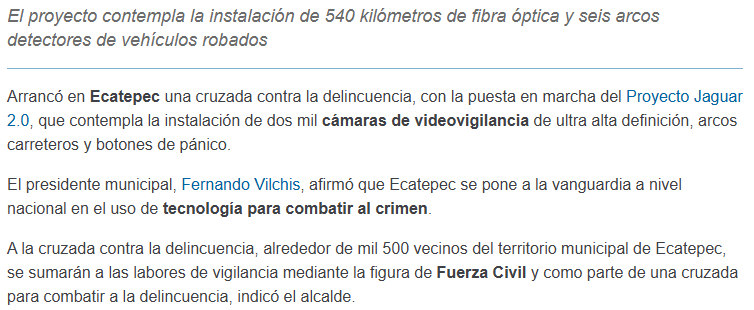 El proyecto contempla la instalación de 540 kilómetros de fibra óptica y seis arcos
detectores de vehículos robados
Arrancó en Ecatepec una cruzada contra la delincuencia, con la puesta en marcha del Proyecto Jaguar
2.0, que contempla la instalación de dos mil cámaras de videovigilancia de ultra alta definición, arcos
carreteros y botones de pánico.
El presidente municipal, Fernando Vilchis, afirmó que Ecatepec se pone a la vanguardia a nivel
nacional en el uso de tecnología para combatir al crimen.
A la cruzada contra la delincuencia, alrededor de mil 500 vecinos del territorio municipal de Ecatepec,
se sumarán a las labores de vigilancia mediante la figura de Fuerza Civil y como parte de una cruzada
para combatir a la delincuencia, indicó el alcalde.